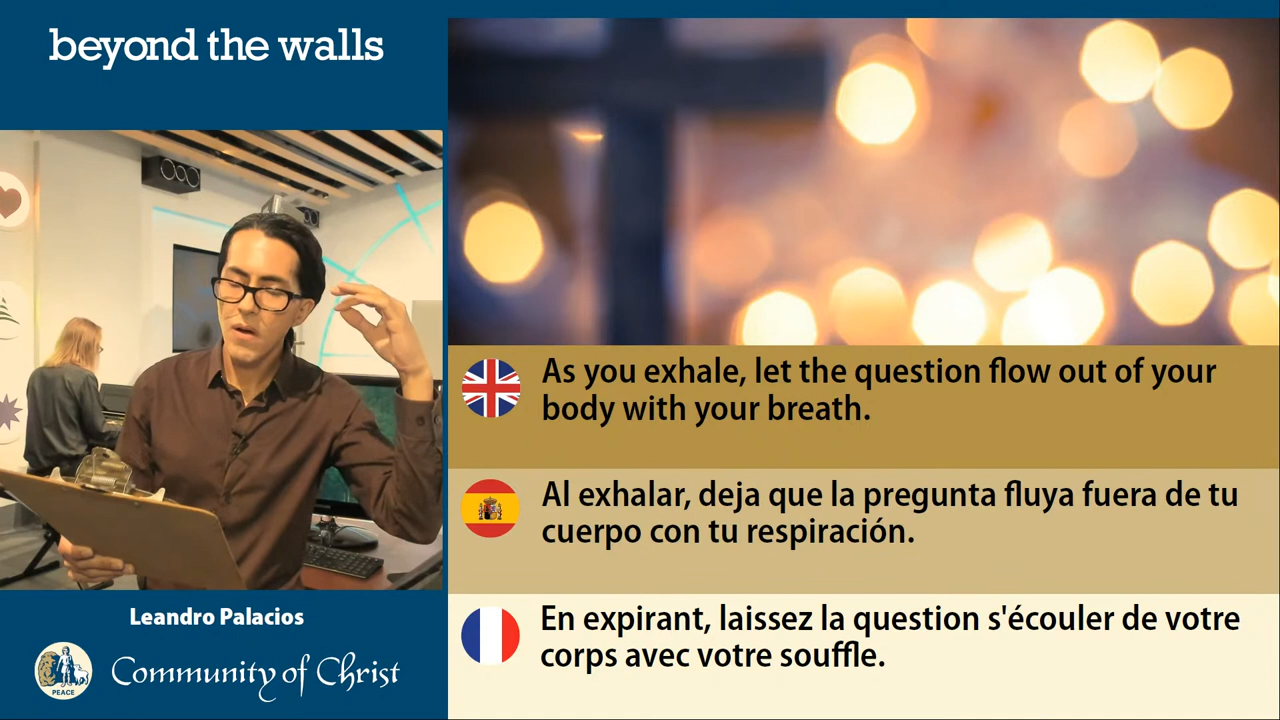 beyond the walls
As you exhale, let the question flow out of your
body with your breath.
Al exhalar, deja que la pregunta fluya fuera de tu
cuerpo con tu respiración.
En expirant, laissez la question s'écouler de votre
corps avec votre souffle.
Leandro Palacios
PEACE
Community of Christ